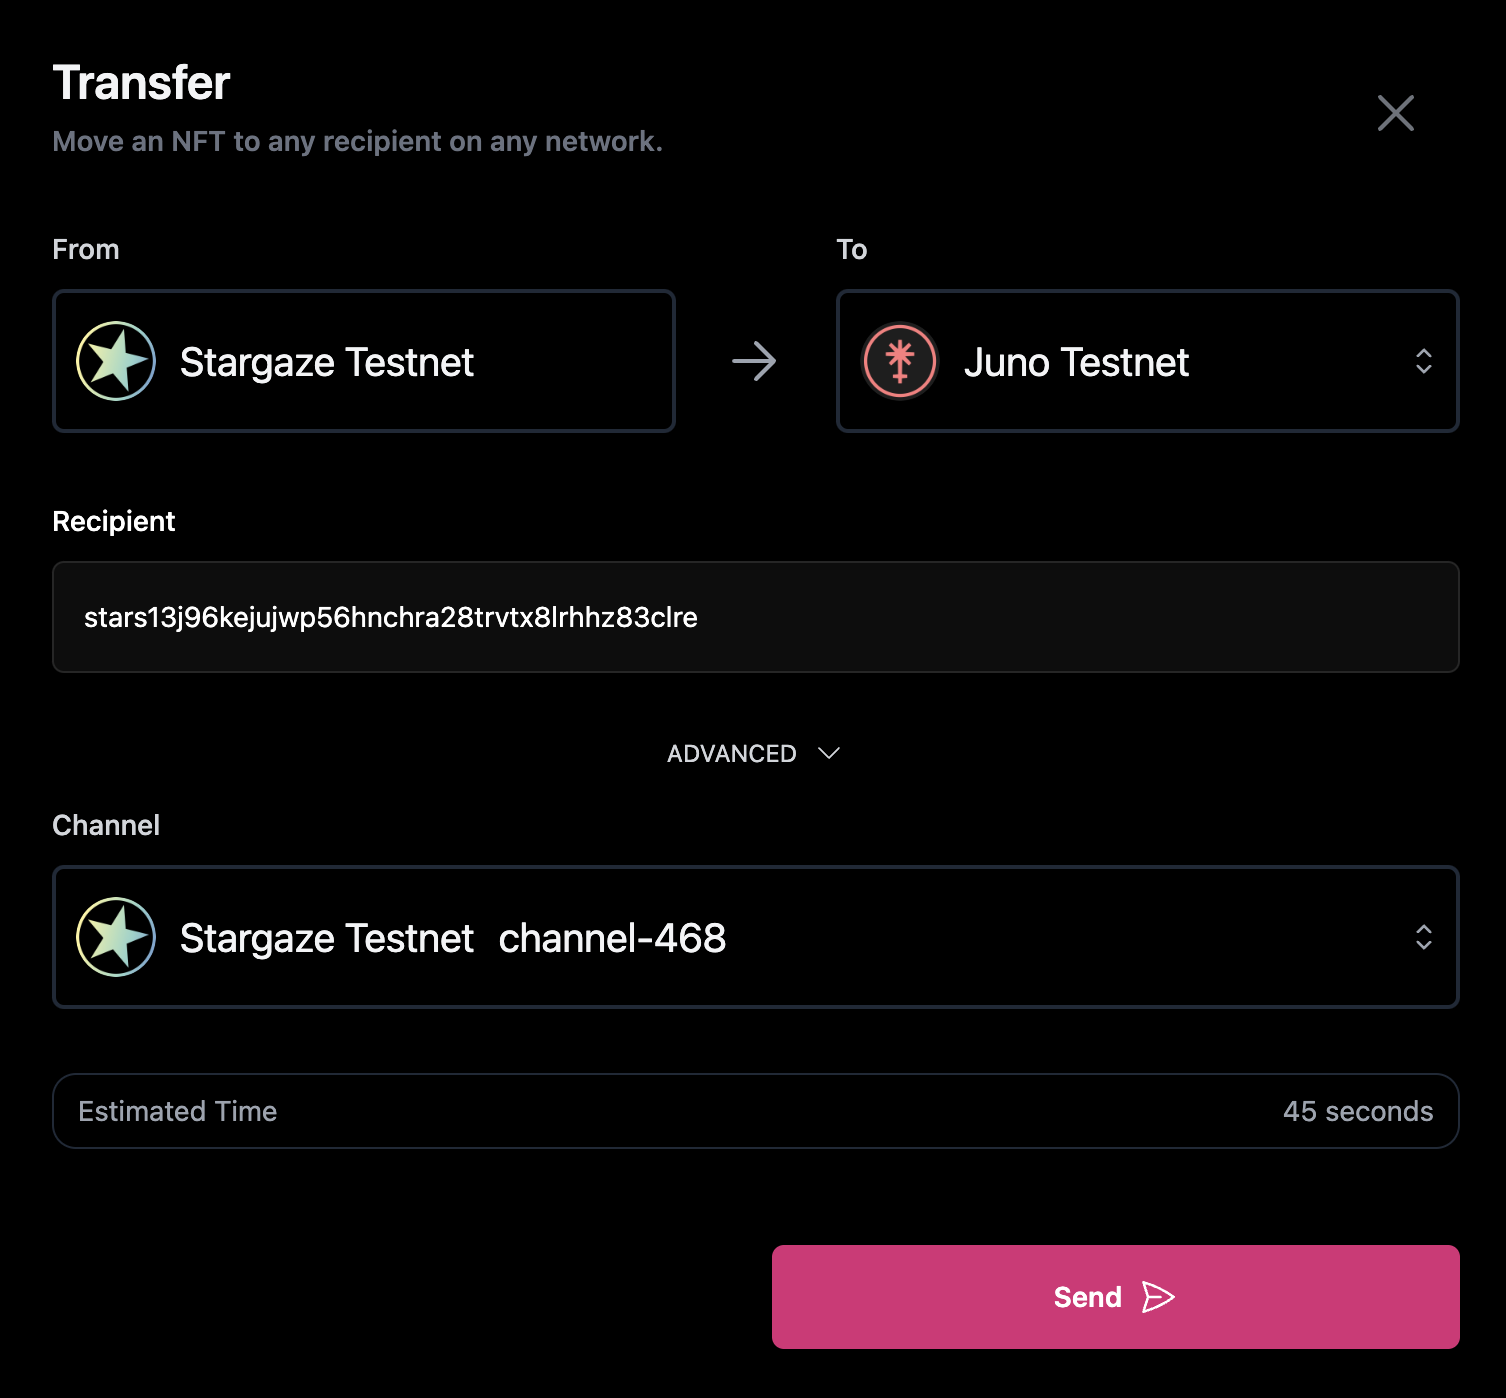 Transfer
Move an NFT to any recipient on any network.
From
To
Stargaze Testnet
Juno Testnet
Recipient
stars13j96kejujwp56hnchra28trvtx8lrhhz83clre
ADVANCED
Channel
Stargaze Testnet channel-468
Estimated Time
45 seconds
Send